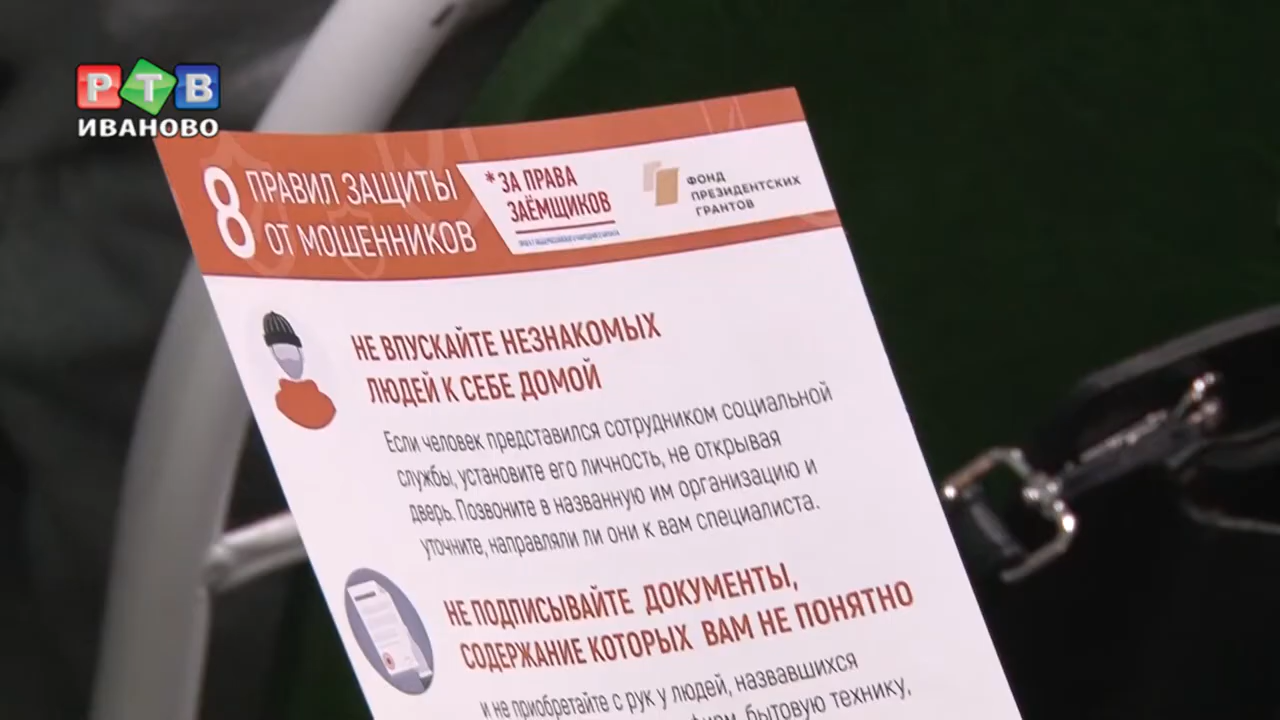 РТВ
ИВАНОВО
8 ПРАВИЛ ЗАЩИТЫ
ОТ МОШЕННИКОВ
*ЗА ПРАВА
ЗАЁМЩИКОВ
ФОНД
ПРЕЗИДЕНТСКИХ
ГРАНТОВ
НЕ ВПУСКАЙТЕ НЕЗНАКОМЫХ
ЛЮДЕЙ К СЕБЕ ДОМОЙ
Если человек представился сотрудником социальной
службы, установите его личность, не открывая
дверь. Позвоните в названную им организацию и
уточните, направляли ли они к вам специалиста.
НЕ ПОДПИСЫВАЙТЕ ДОКУМЕНТЫ,
СОДЕРЖАНИЕ КОТОРЫХ ВАМ НЕ ПОНЯТНО
и не приобретайте с рук у людей, назвавшихся
бытовую технику,